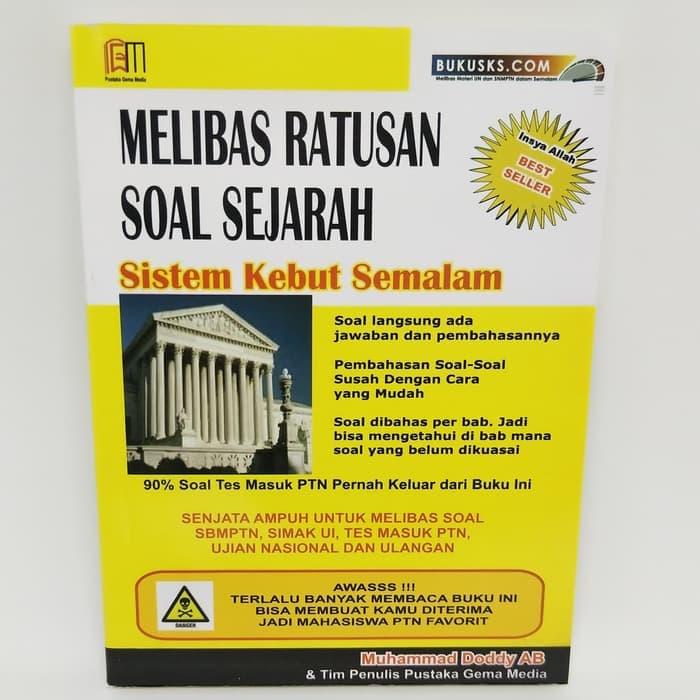 Pustaka Gema Media
BUKUSKS.COM
Melibas Materi UN dan SNMPTN dalam Semalam
MELIBAS RATUSAN
SOAL SEJARAH
Insya Allah
BEST
SELLER
Sistem Kebut Semalam
Soal langsung ada
jawaban dan pembahasannya
Pembahasan Soal-Soal
Susah Dengan Cara
yang Mudah
Soal dibahas per bab. Jadi
bisa mengetahui di bab mana
soal yang belum dikuasai
90% Soal Tes Masuk PTN Pernah Keluar dari Buku Ini
SENJATA AMPUH UNTUK MELIBAS SOAL
SBMPTN, SIMAK UI, TES MASUK PTN,
UJIAN NASIONAL DAN ULANGAN
DANGER
AWASSS !!!
TERLALU BANYAK MEMBACA BUKU INI
BISA MEMBUAT KAMU DITERIMA
JADI MAHASISWA PTN FAVORIT
Muhammad Doddy AB
& Tim Penulis Pustaka Gema Media